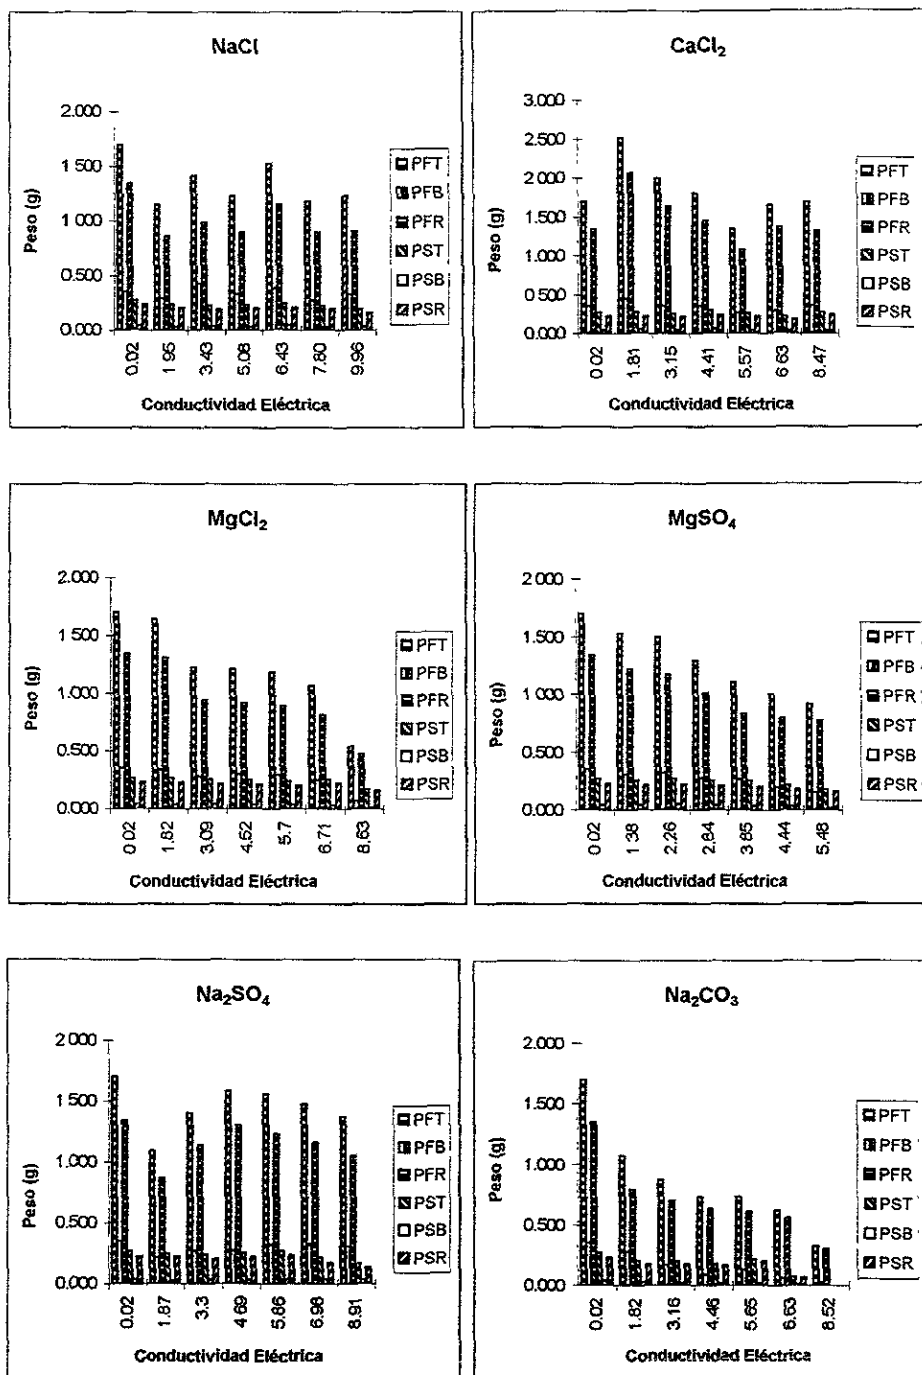 NaCl
2.000
1 500
1 000
0.500
0.000
Peso (g)
0.02
1.95
3.43
5.08
6.43
7.80
9.96
Conductividad Eléctrica
PFT
PFB
PFR
PST
PSB
PSR
CaCl₂
3.000
2.500
2.000
1.500
1.000
0.500
0.000
Peso (g)
0.02
1.81
3.15
4.41
5.57
6.63
8.47
Conductividad Eléctrica
PFT
PFB
PFR
PST
PSB
PSR
MgCl₂
2.000
1 500
1.000
0.500
0.000
Peso (g)
0.02
1.82
3.09
4.52
5.7
6.71
8.63
Conductividad Eléctrica
PFT
PFB
PFR
PST
PSB
PSR
MgSO₄
2 000
1 500
1 000
0.500
0.000
Peso (g)
0.02
1.38
2.26
2.84
3.85
4.44
5.48
Conductividad Eléctrica
PFT
PFB
PFR
PST
PSB
PSR
Na₂SO₄
2 000
1 500
1.000
0.500
0.000
Peso (g)
0.02
1.87
3.3
4.69
5.86
6.98
8.91
Conductividad Eléctrica
PFT
PFB
PFR
PST
PSB
PSR
Na₂CO₃
2.000
1.500
1.000
0.500
0.000
Peso (g)
0.02
1.82
3.16
4.46
5.65
6.63
8.52
Conductividad Eléctrica
PFT
PFB
PFR
PST
PSB
PSR